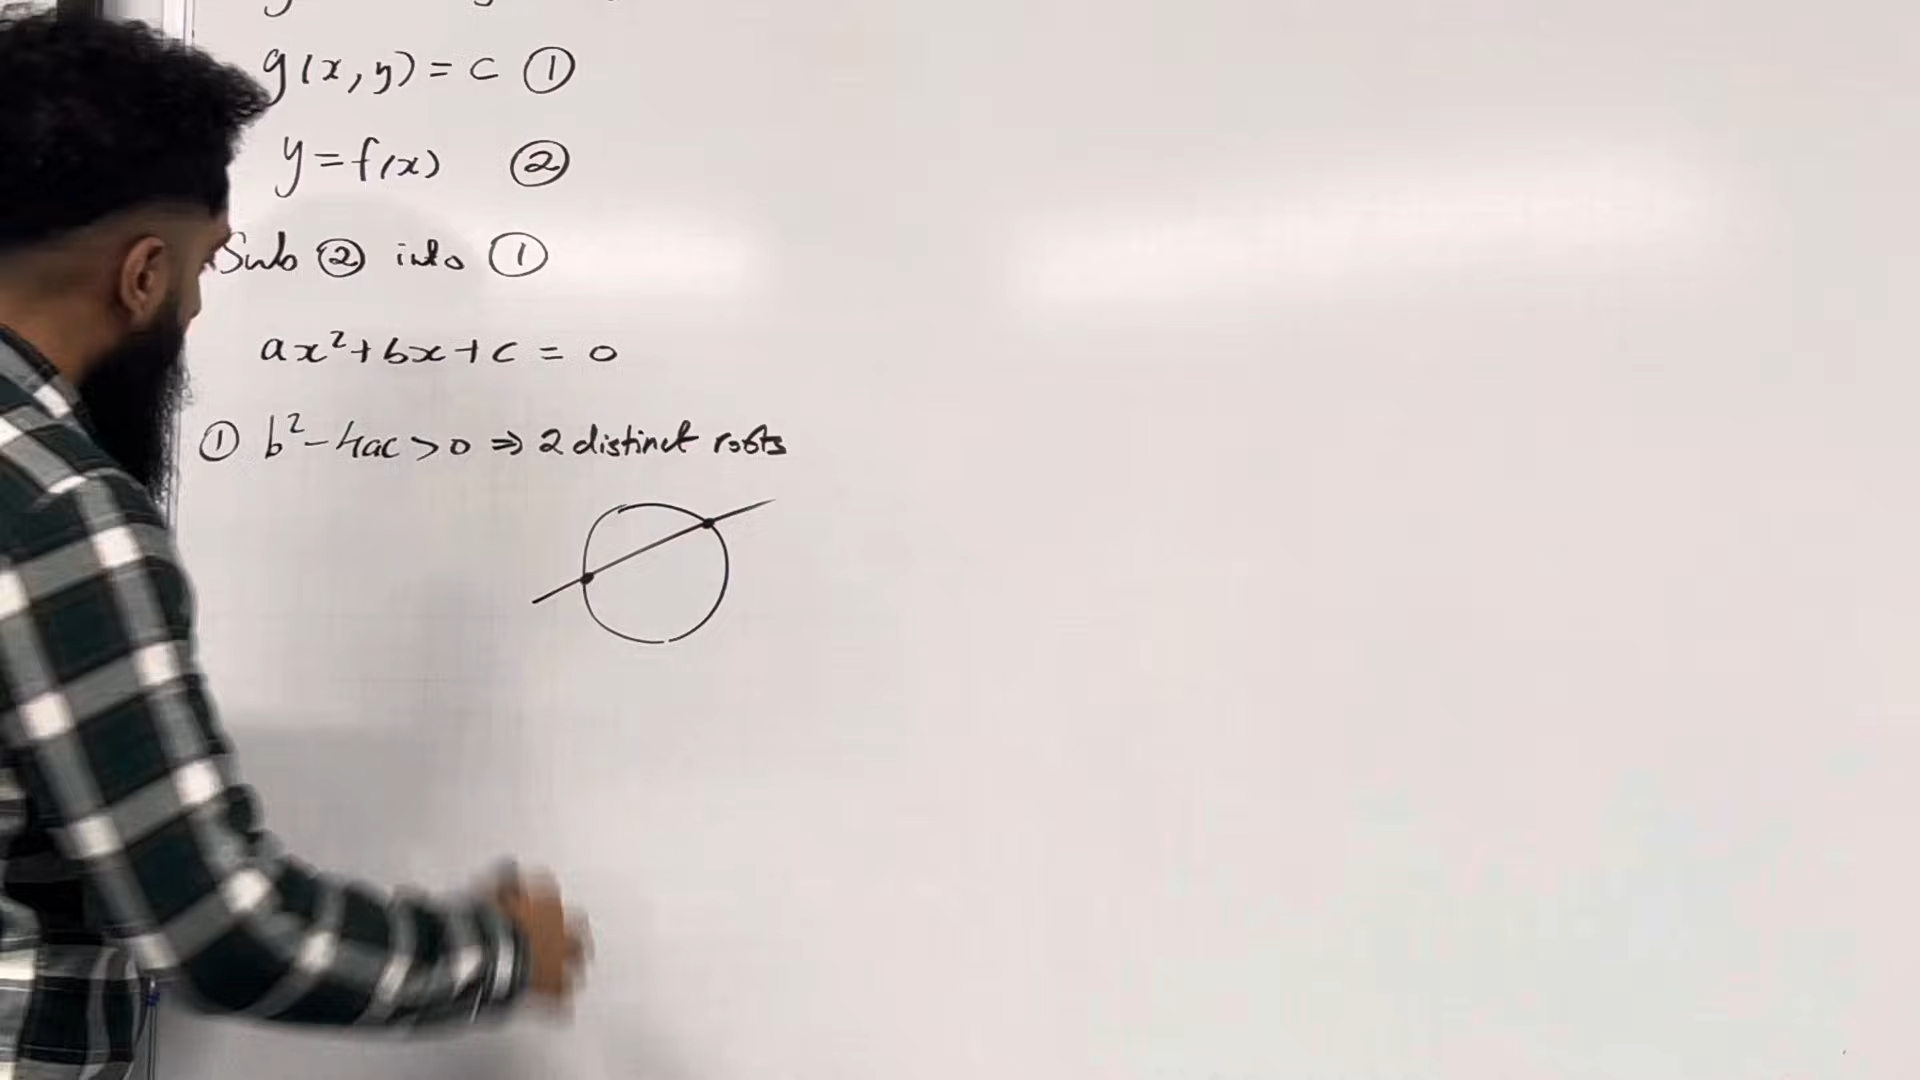 g(x,y) = c ①
y = f(x) ②
Sub ② into ①
ax²+bx+c = 0
① b²-4ac > 0 ⇒ 2 distinct roots